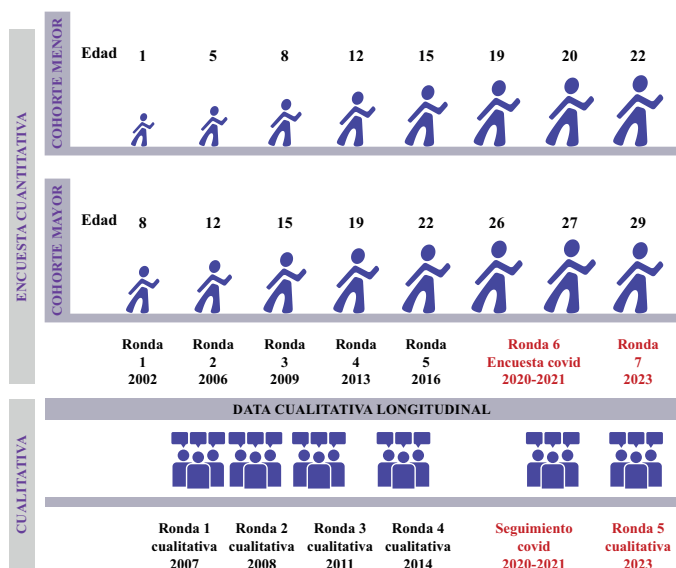 ENCUESTA CUANTITATIVA
COHORTE MENOR
Edad 1 5 8 12 15 19 20 22
COHORTE MAYOR
Edad 8 12 15 19 22 26 27 29
Ronda Ronda Ronda Ronda Ronda Ronda 6 Ronda
1 2 3 4 5 Encuesta covid 7
2002 2006 2009 2013 2016 2020-2021 2023
CUALITATIVA
DATA CUALITATIVA LONGITUDINAL
Ronda 1 Ronda 2 Ronda 3 Ronda 4 Seguimiento Ronda 5
cualitativa cualitativa cualitativa cualitativa covid cualitativa
2007 2008 2011 2014 2020-2021 2023